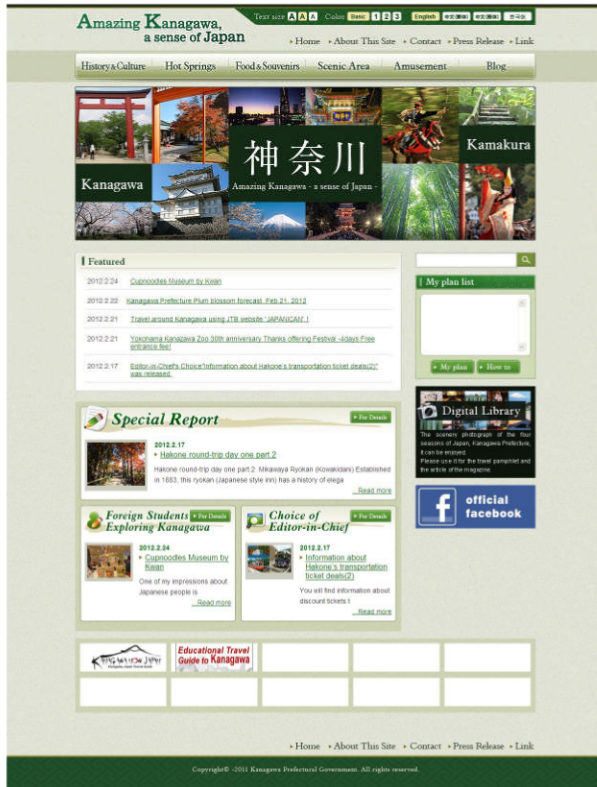 Amazing Kanagawa,
a sense of Japan
Text size A A A Color Basic 1 2 3 English
Home About This Site Contact Press Release Link
History & Culture Hot Springs Food & Souvenirs Scenic Area Amusement Blog
神奈川
Amazing Kanagawa - a sense of Japan -
Kanagawa
Kamakura
Featured
2012.2.24 Cupnoodles Museum by Kwan
2012.2.22 Kanagawa Prefecture Plum blossom forecast. Feb.21, 2012
2012.2.21 Travel around Kanagawa using JTB website 'JAPANiCAN' !
2012.2.21 Yokohama Kanazawa Zoo 30th anniversary Thanks offering Festival -4days Free
entrance fee!
2012.2.17 Editor-in-Chief's Choice"Information about Hakone's transportation ticket deals(2)"
was released.
My plan list
My plan How to
Special Report For Details
2012.2.17
Hakone round-trip day one part.2
Hakone round-trip day one part.2 Mikawaya Ryokan (Kowakidani) Established
in 1883, this ryokan (Japanese style inn) has a history of elega
...Read more
Digital Library
The scenery photograph of the four
seasons of Japan, Kanagawa Prefecture,
it can be enjoyed.
Please use it for the travel pamphlet and
the article of the magazine.
official
facebook
Foreign Students
Exploring Kanagawa
For Details
2012.2.24
Cupnoodles Museum by
Kwan
One of my impressions about
Japanese people is
...Read more
Choice of
Editor-in-Chief
For Details
2012.2.17
Information about
Hakone's transportation
ticket deals(2)
You will find information about
discount tickets t
...Read more
Educational Travel
Guide to Kanagawa
Home About This Site Contact Press Release Link
Copyright© -2011 Kanagawa Prefectural Government. All rights reserved.